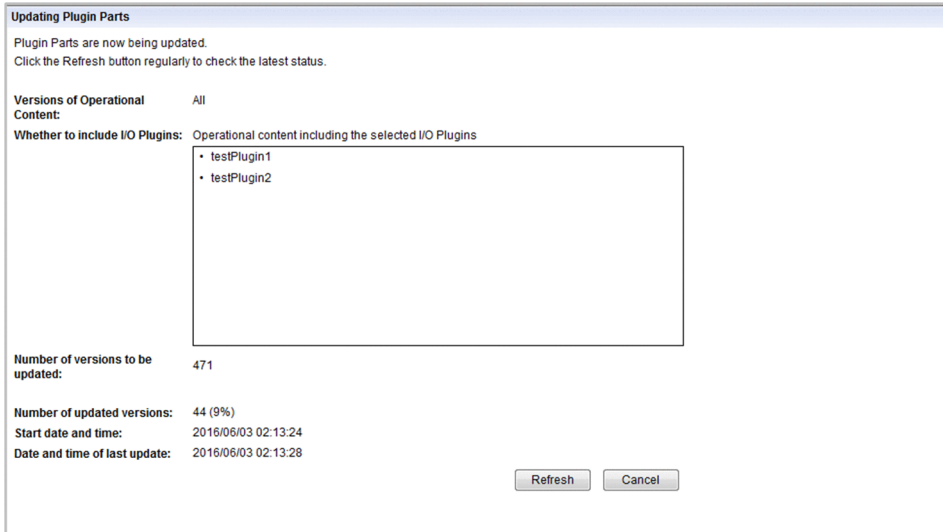 Updating Plugin Parts
Plugin Parts are now being updated.
Click the Refresh button regularly to check the latest status.
Versions of Operational
Content:
All
Whether to include I/O Plugins:
Operational content including the selected I/O Plugins
• testPlugin1
• testPlugin2
Number of versions to be
updated:
471
Number of updated versions:
44 (9%)
Start date and time:
2016/06/03 02:13:24
Date and time of last update:
2016/06/03 02:13:28
Refresh
Cancel